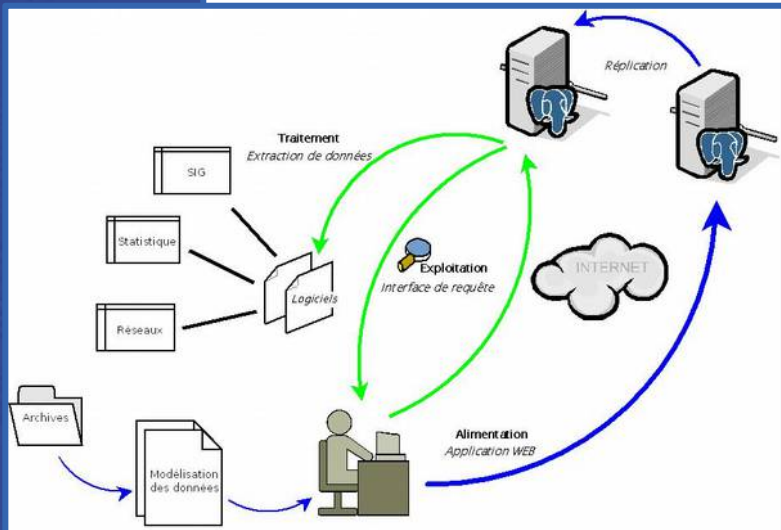 Réplication
Traitement
Extraction de données
SIG
Statistique
Réseaux
Logiciels
Exploitation
Interface de requête
INTERNET
Archives
Modélisation
des données
Alimentation
Application WEB